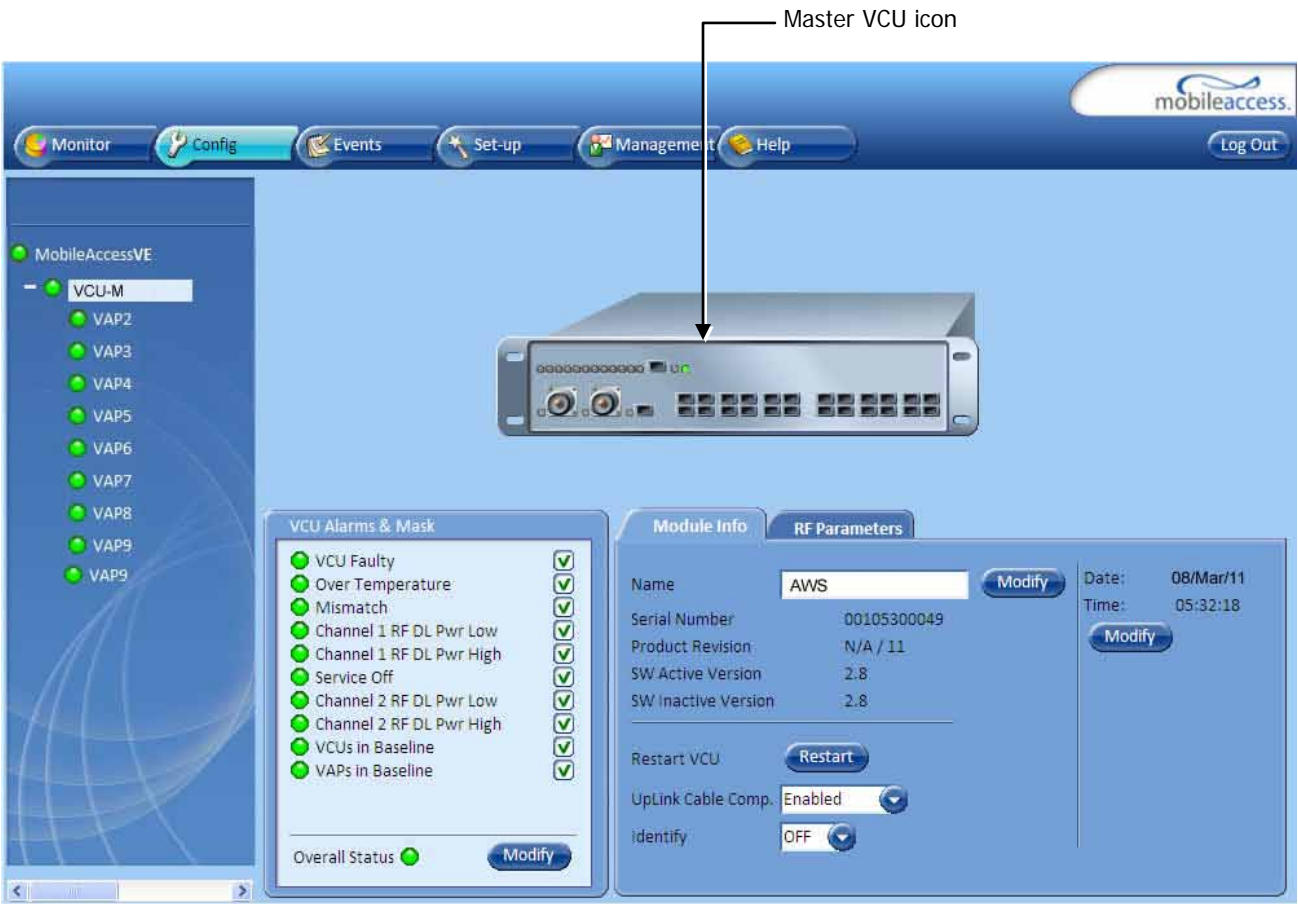 Master VCU icon
mobileaccess.
Monitor
Config
Events
Set-up
Management
Help
Log Out
MobileAccessVE
VCU-M
VAP2
VAP3
VAP4
VAP5
VAP6
VAP7
VAP8
VAP9
VAP9
VCU Alarms & Mask
VCU Faulty
Over Temperature
Mismatch
Channel 1 RF DL Pwr Low
Channel 1 RF DL Pwr High
Service Off
Channel 2 RF DL Pwr Low
Channel 2 RF DL Pwr High
VCUs in Baseline
VAPs in Baseline
Overall Status
Modify
Module Info
RF Parameters
Name AWS Modify
Serial Number 00105300049
Product Revision N/A / 11
SW Active Version 2.8
SW Inactive Version 2.8
Restart VCU Restart
UpLink Cable Comp. Enabled
Identify OFF
Date: 08/Mar/11
Time: 05:32:18
Modify